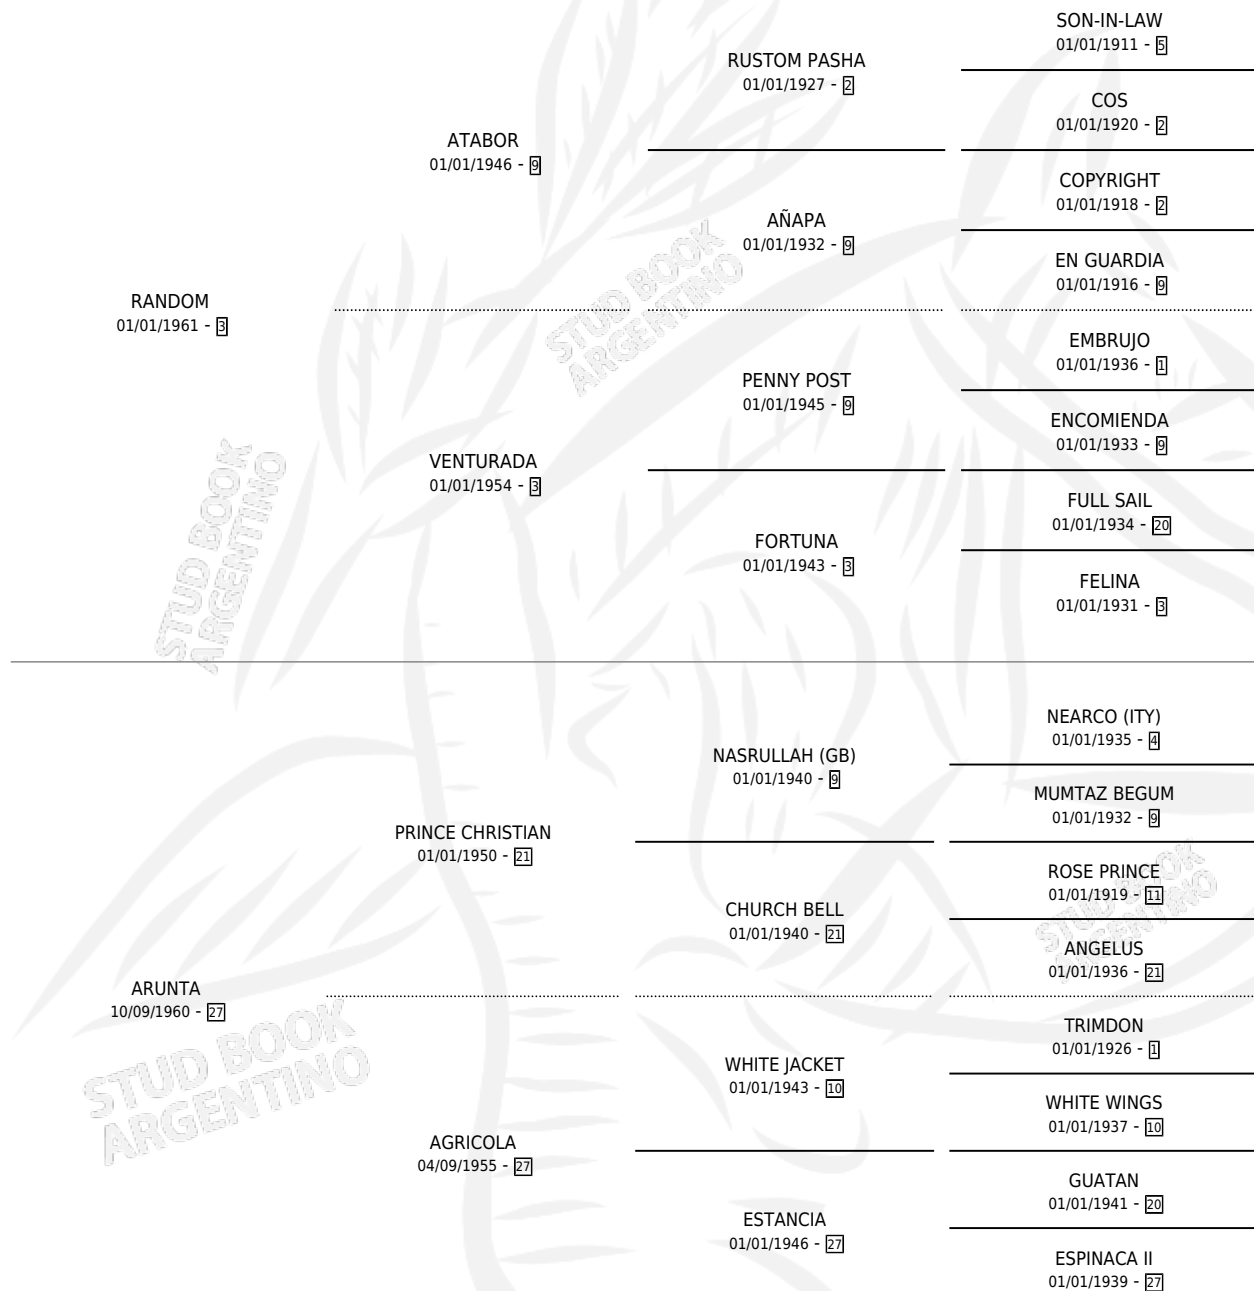 SON-IN-LAW
01/01/1911 - 5
RUSTOM PASHA
01/01/1927 - 2
COS
01/01/1920 - 2
ATABOR
01/01/1946 - 9
COPYRIGHT
01/01/1918 - 2
AÑAPA
01/01/1932 - 9
EN GUARDIA
01/01/1916 - 9
RANDOM
01/01/1961 - 3
STUD BOOK
ARGENTINO
EMBRUJO
01/01/1936 - 1
PENNY POST
01/01/1945 - 9
ENCOMIENDA
01/01/1933 - 9
VENTURADA
01/01/1954 - 3
FULL SAIL
01/01/1934 - 20
FORTUNA
01/01/1943 - 3
FELINA
01/01/1931 - 3
STUD BOOK
ARGENTINO
NEARCO (ITY)
01/01/1935 - 4
NASRULLAH (GB)
01/01/1940 - 9
MUMTAZ BEGUM
01/01/1932 - 9
PRINCE CHRISTIAN
01/01/1950 - 21
ROSE PRINCE
01/01/1919 - 11
CHURCH BELL
01/01/1940 - 21
STUD BOOK
ARGENTINO
ANGELUS
01/01/1936 - 21
ARUNTA
10/09/1960 - 27
STUD BOOK
ARGENTINO
TRIMDON
01/01/1926 - 1
WHITE JACKET
01/01/1943 - 10
WHITE WINGS
01/01/1937 - 10
AGRICOLA
04/09/1955 - 27
GUATAN
01/01/1941 - 20
ESTANCIA
01/01/1946 - 27
ESPINACA II
01/01/1939 - 27